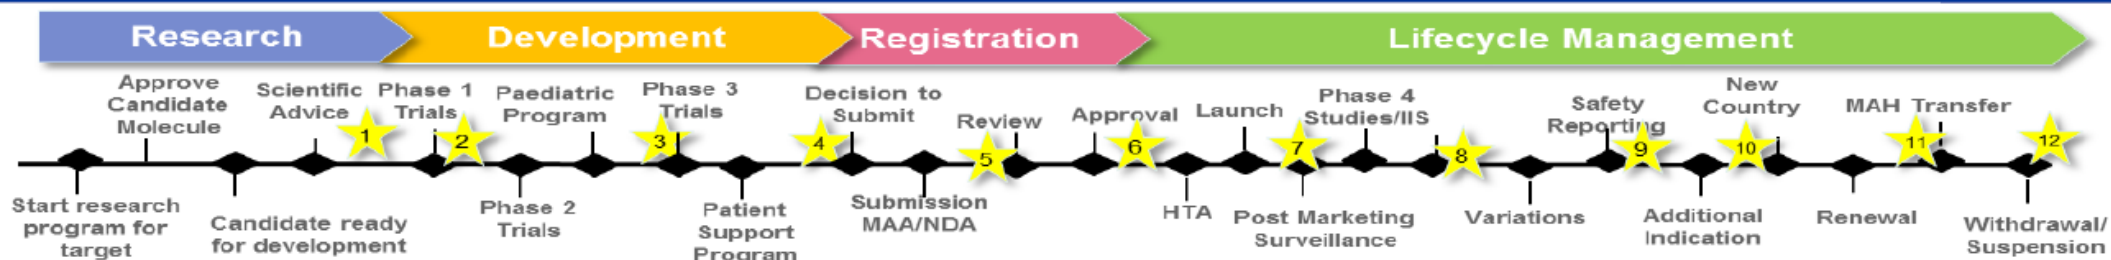 Research
Development
Registration
Lifecycle Management
Approve
Candidate
Molecule
Scientific
Advice
Phase 1
Trials
Paediatric
Program
Phase 3
Trials
Decision to
Submit
Review
Approval
Launch
Phase 4
Studies/IIS
Safety
Reporting
New
Country
MAH Transfer
1
2
3
4
5
6
7
8
9
10
11
12
Start research
program for
target
Candidate ready
for development
Phase 2
Trials
Patient
Support
Program
Submission
MAA/NDA
HTA
Post Marketing
Surveillance
Variations
Additional
Indication
Renewal
Withdrawal/
Suspension